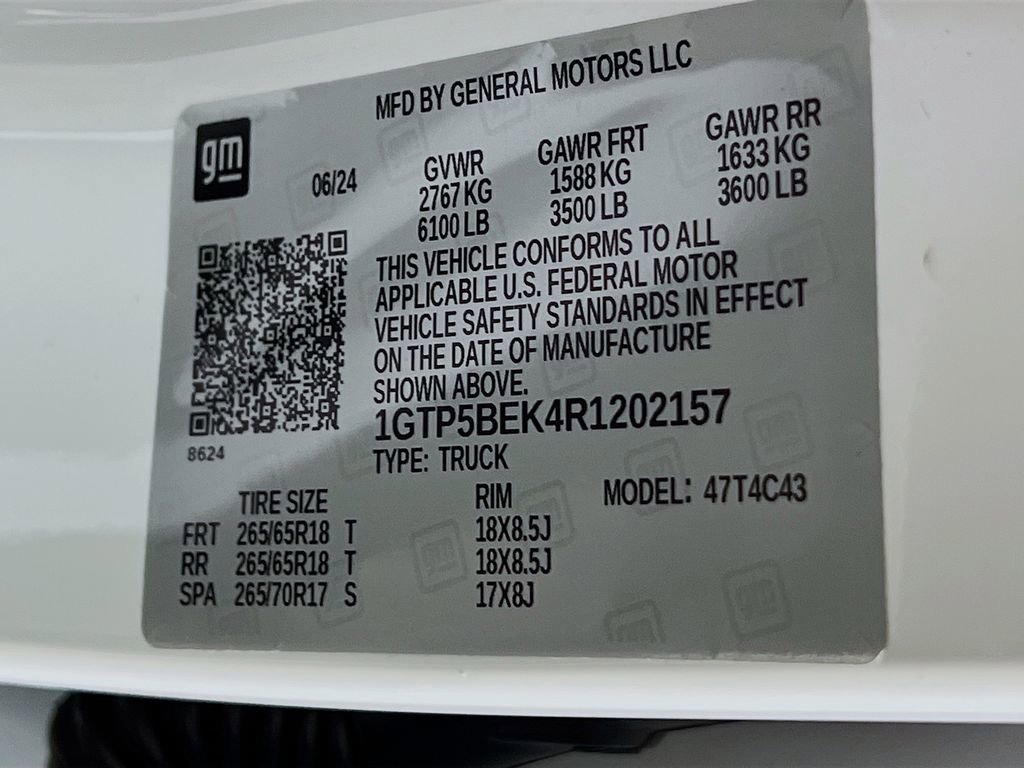 MFD BY GENERAL MOTORS LLC
gm
06/24
GVWR GAWR FRT GAWR RR
2767 KG 1588 KG 1633 KG
6100 LB 3500 LB 3600 LB
THIS VEHICLE CONFORMS TO ALL
APPLICABLE U.S. FEDERAL MOTOR
VEHICLE SAFETY STANDARDS IN EFFECT
ON THE DATE OF MANUFACTURE
SHOWN ABOVE.
1GTP5BEK4R1202157
8624
TYPE: TRUCK
TIRE SIZE RIM MODEL: 47T4C43
FRT 265/65R18 T 18X8.5J
RR 265/65R18 T 18X8.5J
SPA 265/70R17 S 17X8J